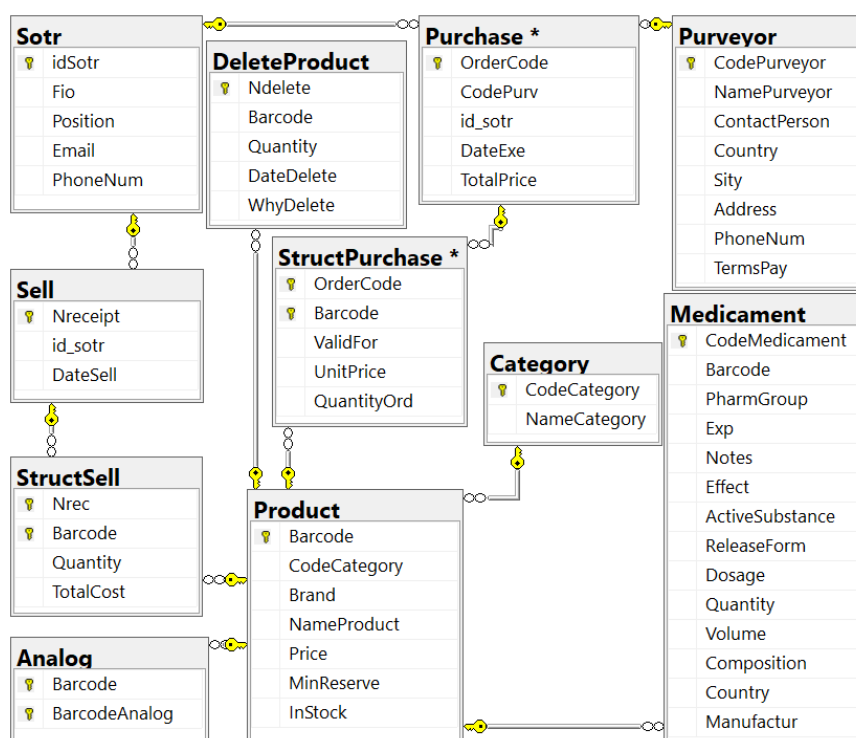 Sotr
idSotr
Fio
Position
Email
PhoneNum
DeleteProduct
Ndelete
Barcode
Quantity
DateDelete
WhyDelete
Purchase *
OrderCode
CodePurv
id_sotr
DateExe
TotalPrice
Purveyor
CodePurveyor
NamePurveyor
ContactPerson
Country
Sity
Address
PhoneNum
TermsPay
Sell
Nreceipt
id_sotr
DateSell
StructPurchase *
OrderCode
Barcode
ValidFor
UnitPrice
QuantityOrd
Category
CodeCategory
NameCategory
Medicament
CodeMedicament
Barcode
PharmGroup
Exp
Notes
Effect
ActiveSubstance
ReleaseForm
Dosage
Quantity
Volume
Composition
Country
Manufactur
StructSell
Nrec
Barcode
Quantity
TotalCost
Product
Barcode
CodeCategory
Brand
NameProduct
Price
MinReserve
InStock
Analog
Barcode
BarcodeAnalog